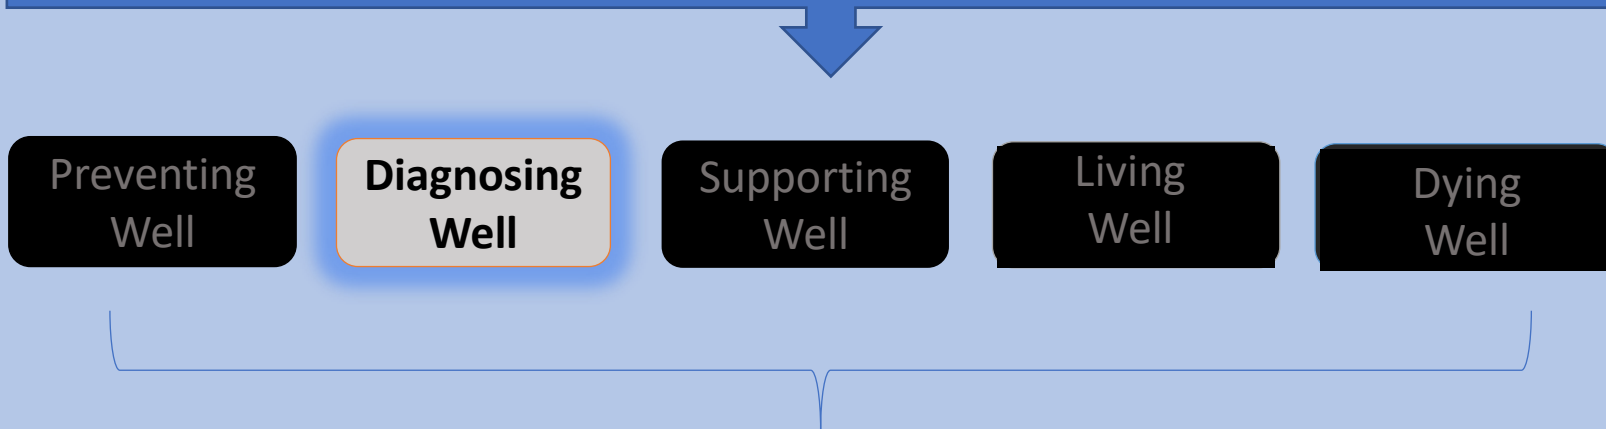 Preventing
Well
Diagnosing
Well
Supporting
Well
Living
Well
Dying
Well